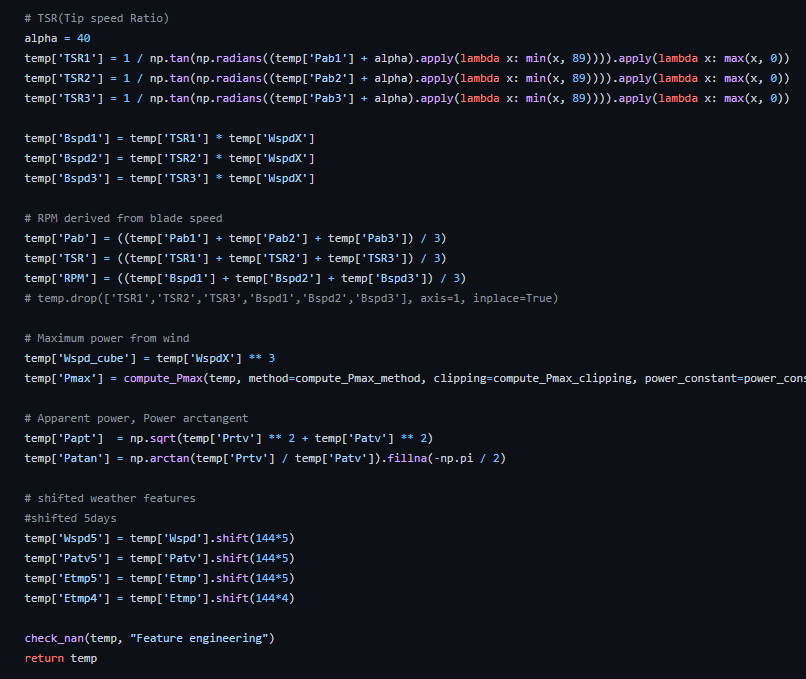 # TSR(Tip speed Ratio)
alpha = 40
temp['TSR1'] = 1 / np.tan(np.radians((temp['Pab1'] + alpha).apply(lambda x: min(x, 89)))).apply(lambda x: max(x, 0))
temp['TSR2'] = 1 / np.tan(np.radians((temp['Pab2'] + alpha).apply(lambda x: min(x, 89)))).apply(lambda x: max(x, 0))
temp['TSR3'] = 1 / np.tan(np.radians((temp['Pab3'] + alpha).apply(lambda x: min(x, 89)))).apply(lambda x: max(x, 0))
temp['Bspd1'] = temp['TSR1'] * temp['WspdX']
temp['Bspd2'] = temp['TSR2'] * temp['WspdX']
temp['Bspd3'] = temp['TSR3'] * temp['WspdX']
# RPM derived from blade speed
temp['Pab'] = ((temp['Pab1'] + temp['Pab2'] + temp['Pab3']) / 3)
temp['TSR'] = ((temp['TSR1'] + temp['TSR2'] + temp['TSR3']) / 3)
temp['RPM'] = ((temp['Bspd1'] + temp['Bspd2'] + temp['Bspd3']) / 3)
# temp.drop(['TSR1','TSR2','TSR3','Bspd1','Bspd2','Bspd3'], axis=1, inplace=True)
# Maximum power from wind
temp['Wspd_cube'] = temp['WspdX'] ** 3
temp['Pmax'] = compute_Pmax(temp, method=compute_Pmax_method, clipping=compute_Pmax_clipping, power_constant=power_cons
# Apparent power, Power arctangent
temp['Papt']  = np.sqrt(temp['Prtv'] ** 2 + temp['Patv'] ** 2)
temp['Patan'] = np.arctan(temp['Prtv'] / temp['Patv']).fillna(-np.pi / 2)
# shifted weather features
#shifted 5days
temp['Wspd5'] = temp['Wspd'].shift(144*5)
temp['Patv5'] = temp['Patv'].shift(144*5)
temp['Etmp5'] = temp['Etmp'].shift(144*5)
temp['Etmp4'] = temp['Etmp'].shift(144*4)
check_nan(temp, "Feature engineering")
return temp